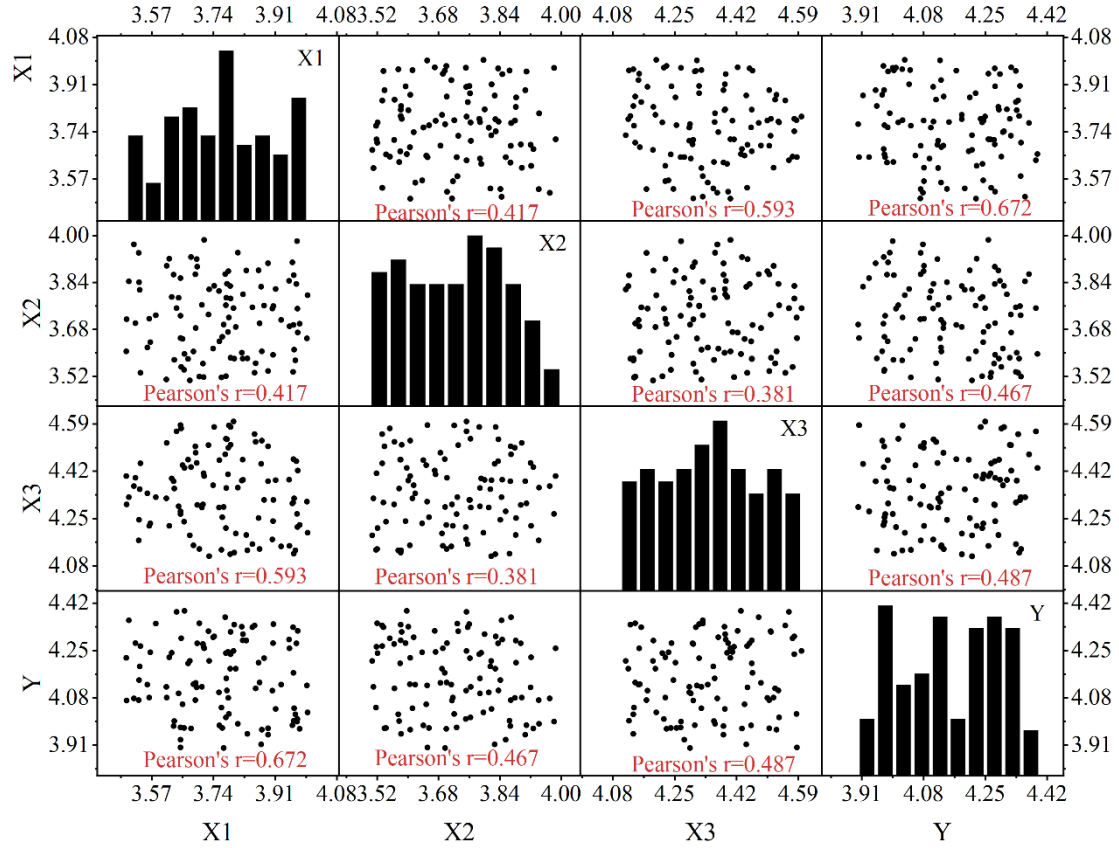 3.57 3.74 3.91 4.08 3.52 3.68 3.84 4.00 4.08 4.25 4.42 4.59 3.91 4.08 4.25 4.42
X1
4.08
3.91
3.74
3.57
X1
Pearson's r=0.417
Pearson's r=0.593
Pearson's r=0.672
4.08
3.91
3.74
3.57
X2
4.00
3.84
3.68
3.52
Pearson's r=0.417
X2
Pearson's r=0.381
Pearson's r=0.467
4.00
3.84
3.68
3.52
X3
4.59
4.42
4.25
4.08
Pearson's r=0.593
Pearson's r=0.381
X3
Pearson's r=0.487
4.59
4.42
4.25
4.08
Y
4.42
4.25
4.08
3.91
Pearson's r=0.672
Pearson's r=0.467
Pearson's r=0.487
Y
4.42
4.25
4.08
3.91
3.57 3.74 3.91 4.08 3.52 3.68 3.84 4.00 4.08 4.25 4.42 4.59 3.91 4.08 4.25 4.42
X1 X2 X3 Y